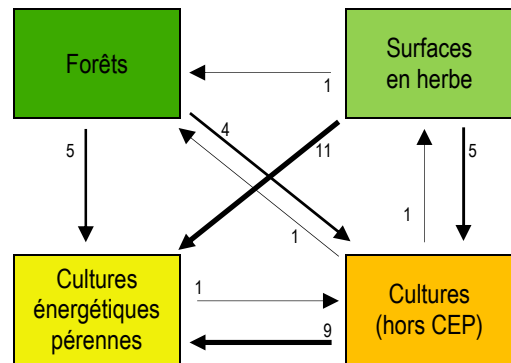 Forêts
Surfaces
en herbe
1
4
5
11
5
1
1
Cultures
énergétiques
pérennes
1
Cultures
(hors CEP)
9